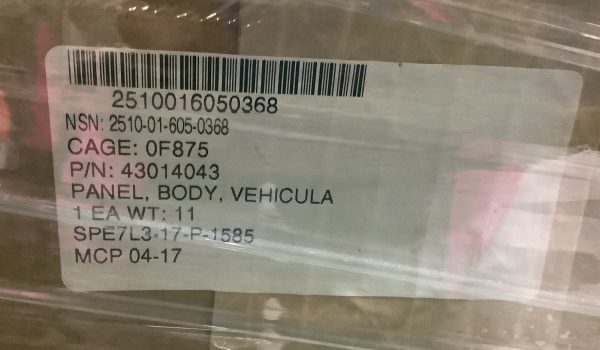 2510016050368
NSN: 2510-01-605-0368
CAGE: 0F875
P/N: 43014043
PANEL, BODY, VEHICULA
1 EA WT: 11
SPE7L3-17-P-1585
MCP 04-17